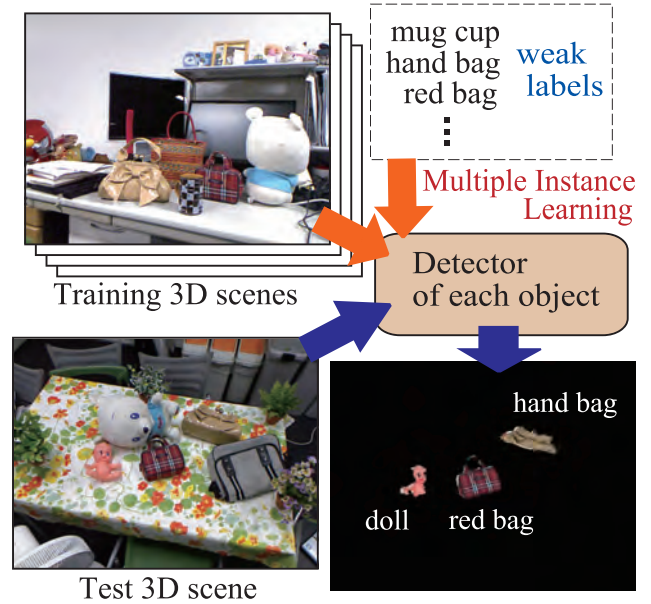 mug cup
hand bag
red bag
weak
labels
Multiple Instance
Learning
Training 3D scenes
Detector
of each object
hand bag
doll
red bag
Test 3D scene